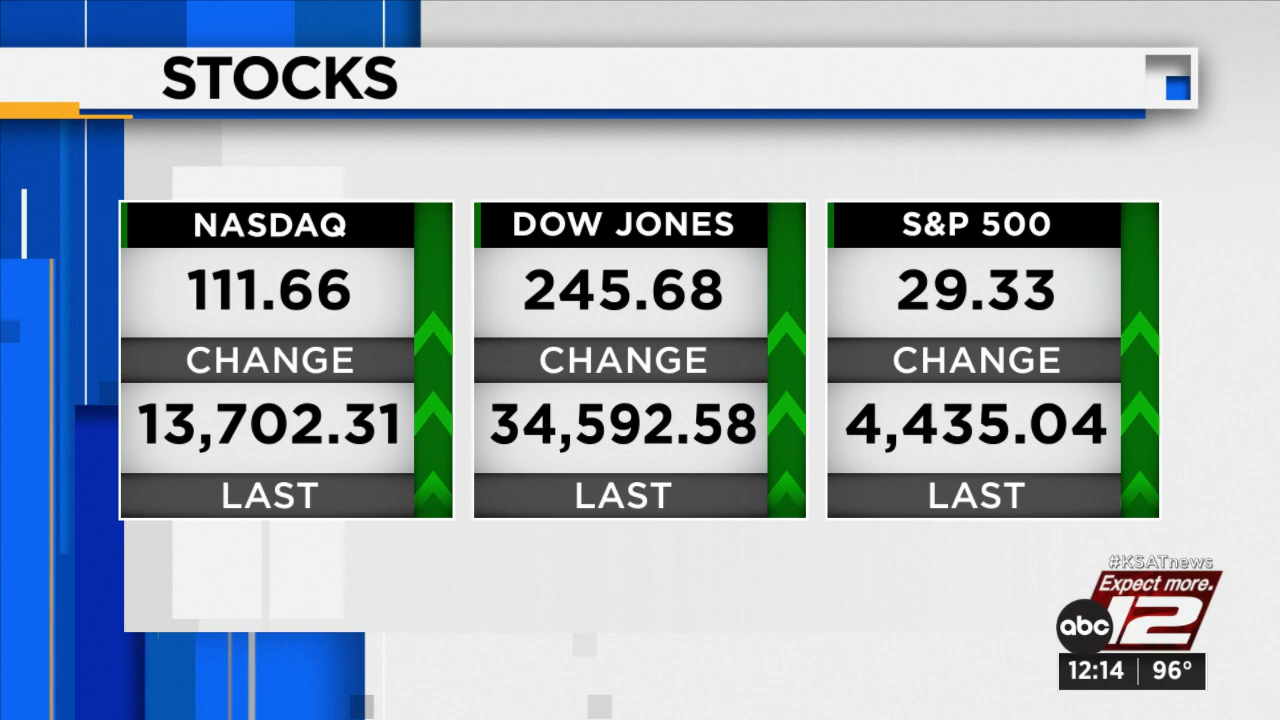 STOCKS
NASDAQ
111.66
CHANGE
13,702.31
LAST
DOW JONES
245.68
CHANGE
34,592.58
LAST
S&P 500
29.33
CHANGE
4,435.04
LAST
#KSATnews
Expect more.
abc 12
12:14 | 96°